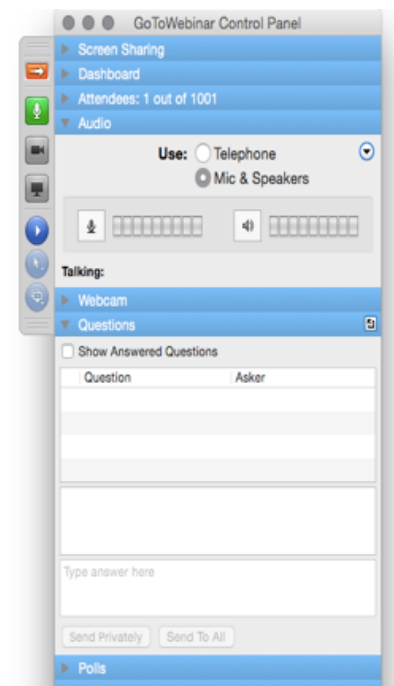 GoToWebinar Control Panel
Screen Sharing
Dashboard
Attendees: 1 out of 1001
Audio
Use: Telephone
Mic & Speakers
Talking:
Webcam
Questions
Show Answered Questions
Question Asker
Type answer here
Send Privately Send To All
Polls